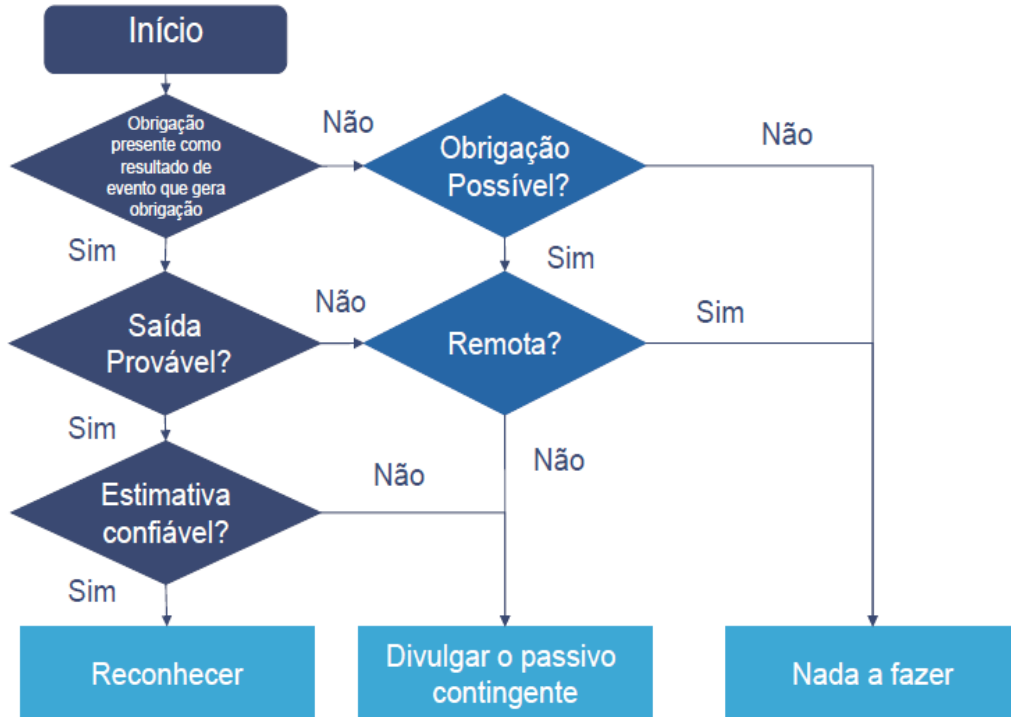 Início
Obrigação
presente como
resultado de
evento que gera
obrigação
Não
Obrigação
Possível?
Não
Sim
Sim
Saída
Provável?
Não
Remota?
Sim
Sim
Não
Estimativa
confiável?
Não
Sim
Reconhecer
Divulgar o passivo
contingente
Nada a fazer